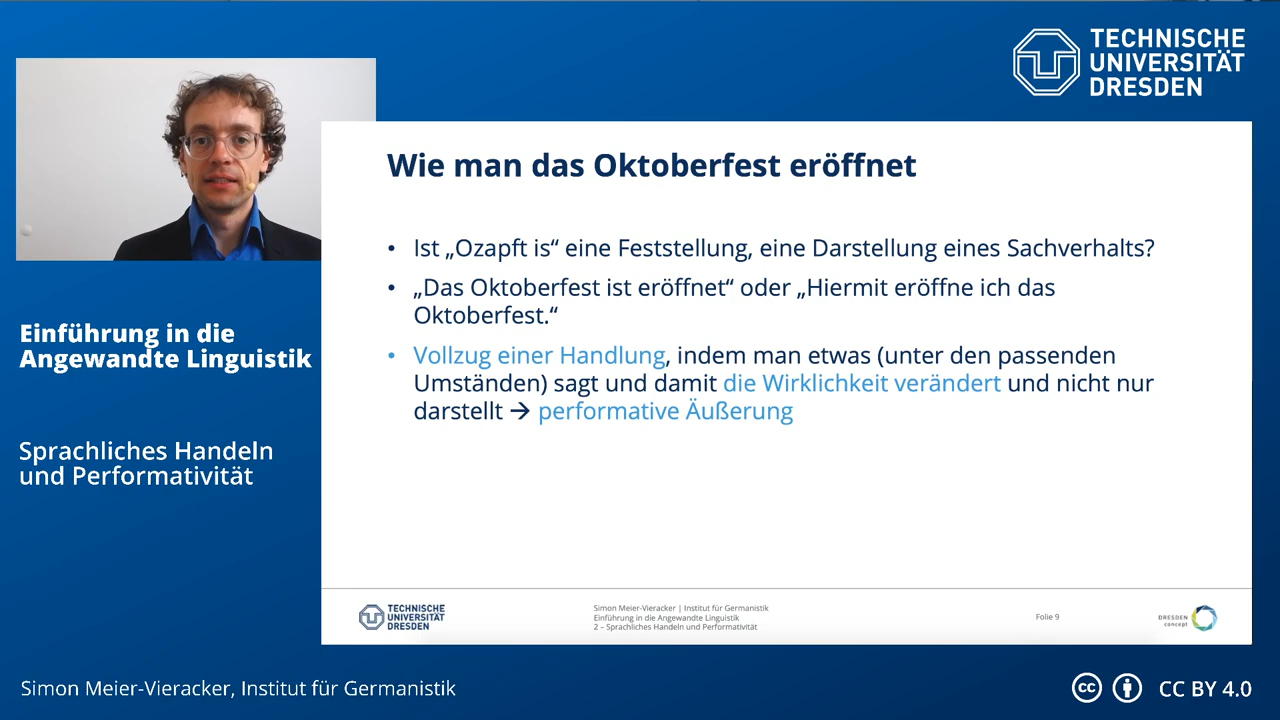 TECHNISCHE
UNIVERSITÄT
DRESDEN
Wie man das Oktoberfest eröffnet
• Ist „Ozapft is“ eine Feststellung, eine Darstellung eines Sachverhalts?
• „Das Oktoberfest ist eröffnet“ oder „Hiermit eröffne ich das
Oktoberfest.“
• Vollzug einer Handlung, indem man etwas (unter den passenden
Umständen) sagt und damit die Wirklichkeit verändert und nicht nur
darstellt → performative Äußerung
Einführung in die
Angewandte Linguistik
Sprachliches Handeln
und Performativität
TECHNISCHE
UNIVERSITÄT
DRESDEN
Simon Meier-Vieracker | Institut für Germanistik
Einführung in die Angewandte Linguistik
2 – Sprachliches Handeln und Performativität
Folie 9
DRESDEN
concept
Simon Meier-Vieracker, Institut für Germanistik
cc CC BY 4.0